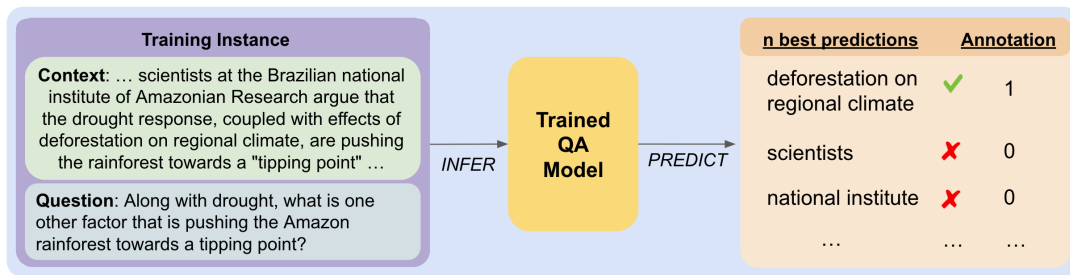 Training Instance
Context: … scientists at the Brazilian national
institute of Amazonian Research argue that
the drought response, coupled with effects of
deforestation on regional climate, are pushing
the rainforest towards a "tipping point" …
Question: Along with drought, what is one
other factor that is pushing the Amazon
rainforest towards a tipping point?
INFER
Trained
QA
Model
PREDICT
n best predictions Annotation
deforestation on
regional climate 1
scientists 0
national institute 0
… … …